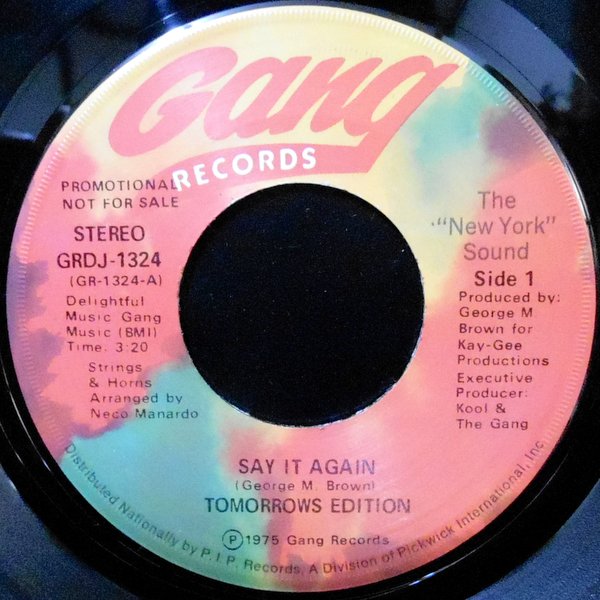 Gang
RECORDS
PROMOTIONAL
NOT FOR SALE
STEREO
GRDJ-1324
(GR-1324-A)
Delightful
Music Gang
Music (BMI)
Time: 3:20
Strings
& Horns
Arranged by
Neco Manardo
The
"New York"
Sound
Side 1
Produced by:
George M
Brown for
Kay-Gee
Productions
Executive
Producer:
Kool &
The Gang
SAY IT AGAIN
(George M. Brown)
TOMORROWS EDITION
Ⓟ1975 Gang Records
Distributed Nationally by P.I.P. Records, A Division of Pickwick International, Inc